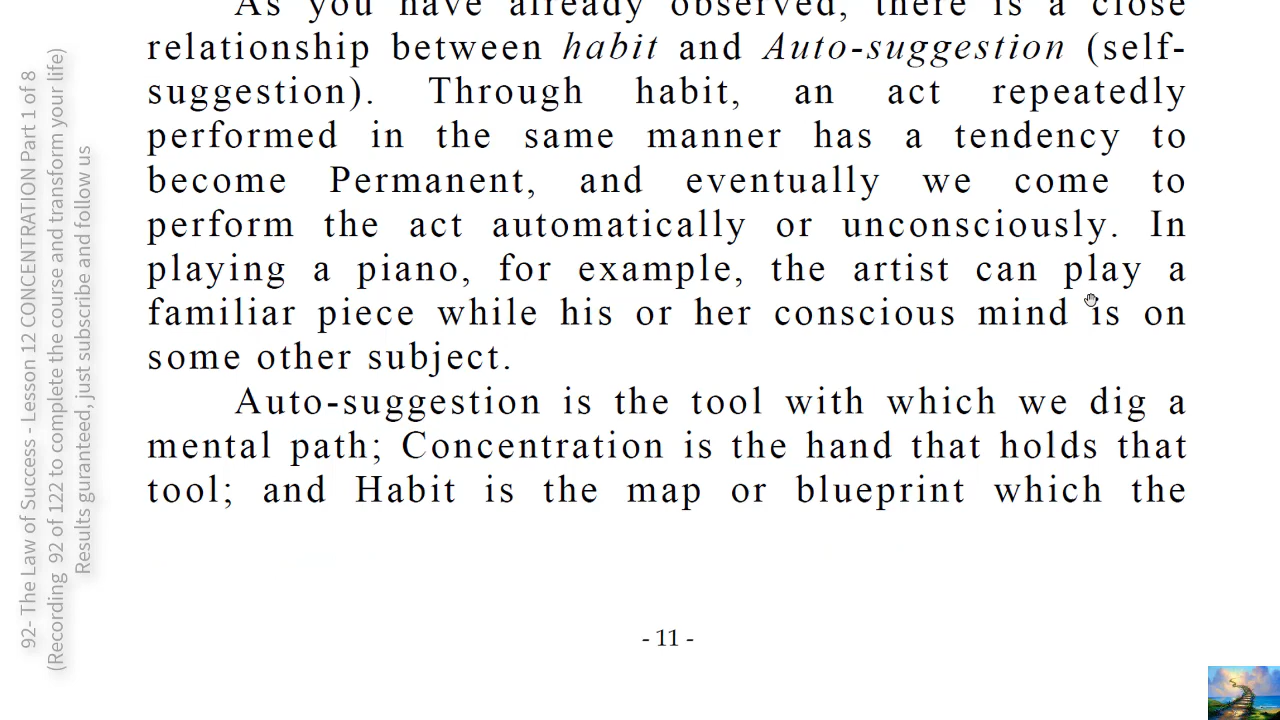 As you have already observed, there is a close
relationship between habit and Auto-suggestion (self-
suggestion). Through habit, an act repeatedly
performed in the same manner has a tendency to
become Permanent, and eventually we come to
perform the act automatically or unconsciously. In
playing a piano, for example, the artist can play a
familiar piece while his or her conscious mind is on
some other subject.
Auto-suggestion is the tool with which we dig a
mental path; Concentration is the hand that holds that
tool; and Habit is the map or blueprint which the
- 11 -
92- The Law of Success - Lesson 12 CONCENTRATION Part 1 of 8
(Recording 92 of 122 to complete the course and transform your life)
Results guranteed, just subscribe and follow us